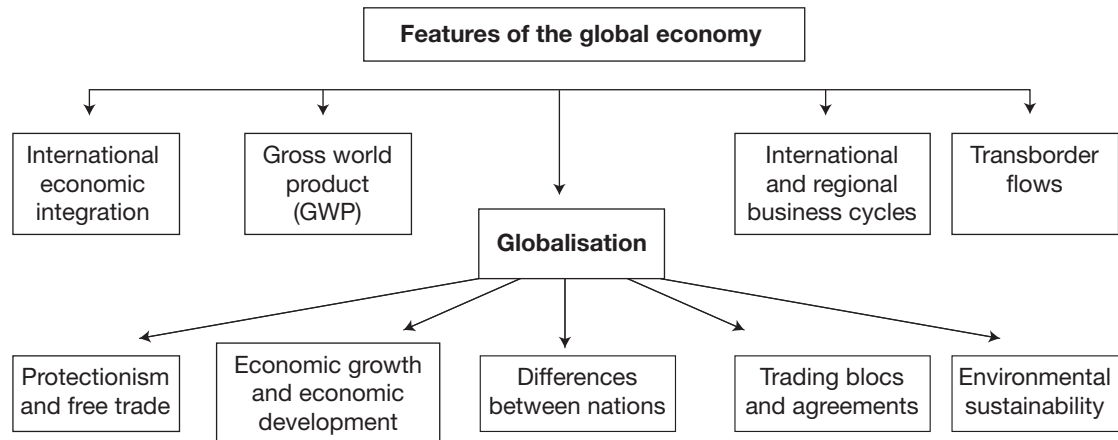 Features of the global economy
International
economic
integration
Gross world
product
(GWP)
International
and regional
business cycles
Transborder
flows
Globalisation
Protectionism
and free trade
Economic growth
and economic
development
Differences
between nations
Trading blocs
and agreements
Environmental
sustainability